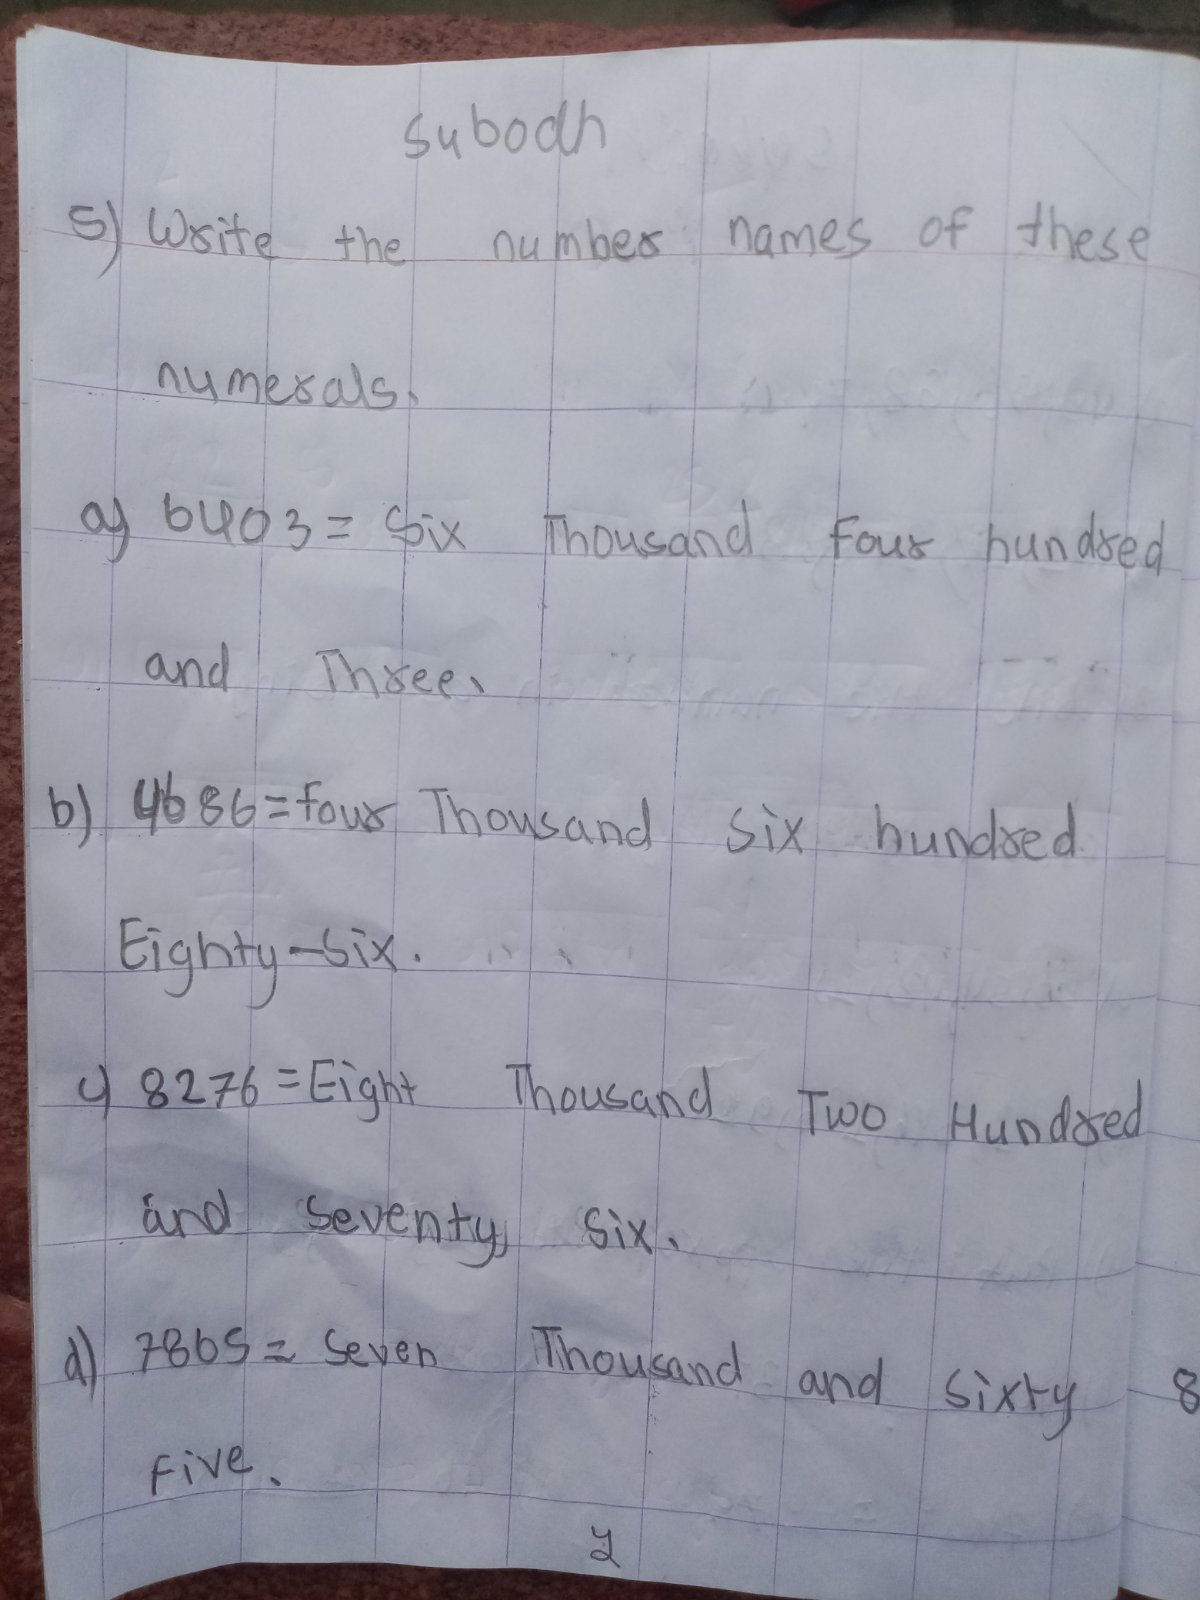 Subodh
5) Write the number names of these
numerals.
a) 6403 = Six Thousand Four hundred
and Three.
b) 4686 = four Thousand six hundred
Eighty-six.
c) 8276 = Eight Thousand Two Hundred
and seventy six.
d) 7865 = Seven Thousand and sixty
8
five.